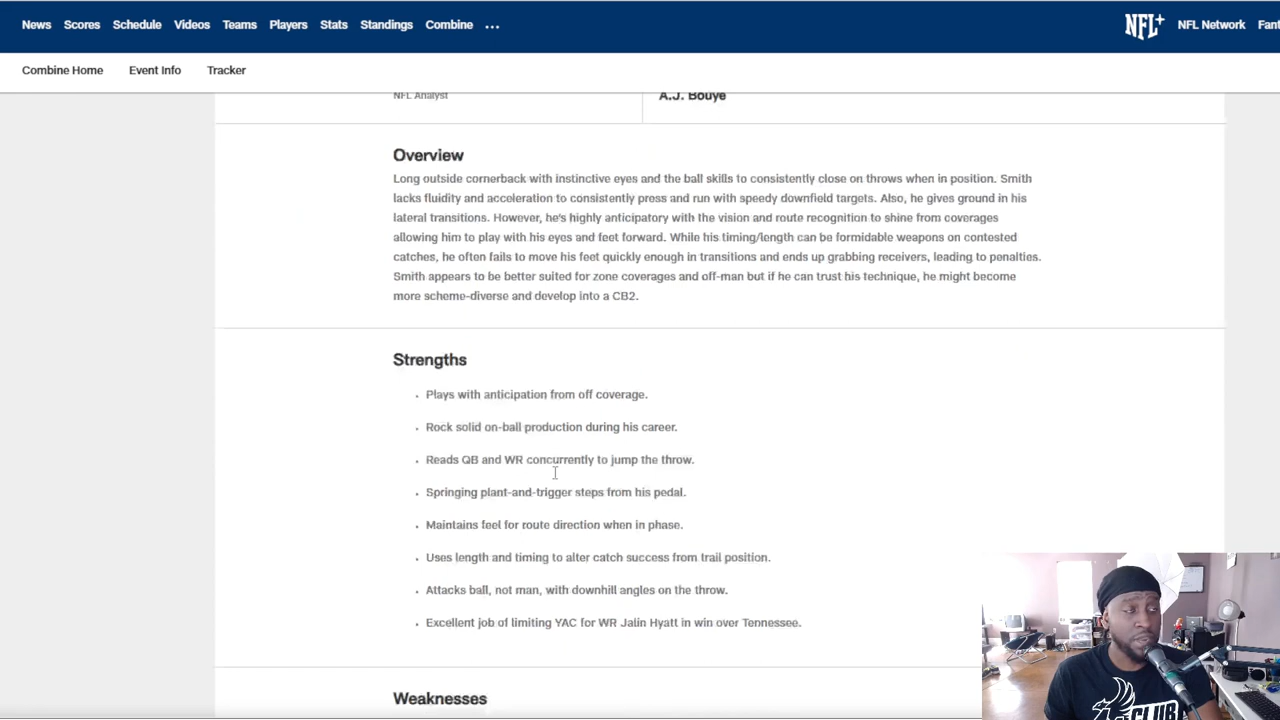 News Scores Schedule Videos Teams Players Stats Standings Combine ... NFL+ NFL Network Fant
Combine Home Event Info Tracker
NFL Analyst A.J. Bouye
Overview
Long outside cornerback with instinctive eyes and the ball skills to consistently close on throws when in position. Smith
lacks fluidity and acceleration to consistently press and run with speedy downfield targets. Also, he gives ground in his
lateral transitions. However, he's highly anticipatory with the vision and route recognition to shine from coverages
allowing him to play with his eyes and feet forward. While his timing/length can be formidable weapons on contested
catches, he often fails to move his feet quickly enough in transitions and ends up grabbing receivers, leading to penalties.
Smith appears to be better suited for zone coverages and off-man but if he can trust his technique, he might become
more scheme-diverse and develop into a CB2.
Strengths
• Plays with anticipation from off coverage.
• Rock solid on-ball production during his career.
• Reads QB and WR concurrently to jump the throw.
• Springing plant-and-trigger steps from his pedal.
• Maintains feel for route direction when in phase.
• Uses length and timing to alter catch success from trail position.
• Attacks ball, not man, with downhill angles on the throw.
• Excellent job of limiting YAC for WR Jalin Hyatt in win over Tennessee.
Weaknesses
CLUB